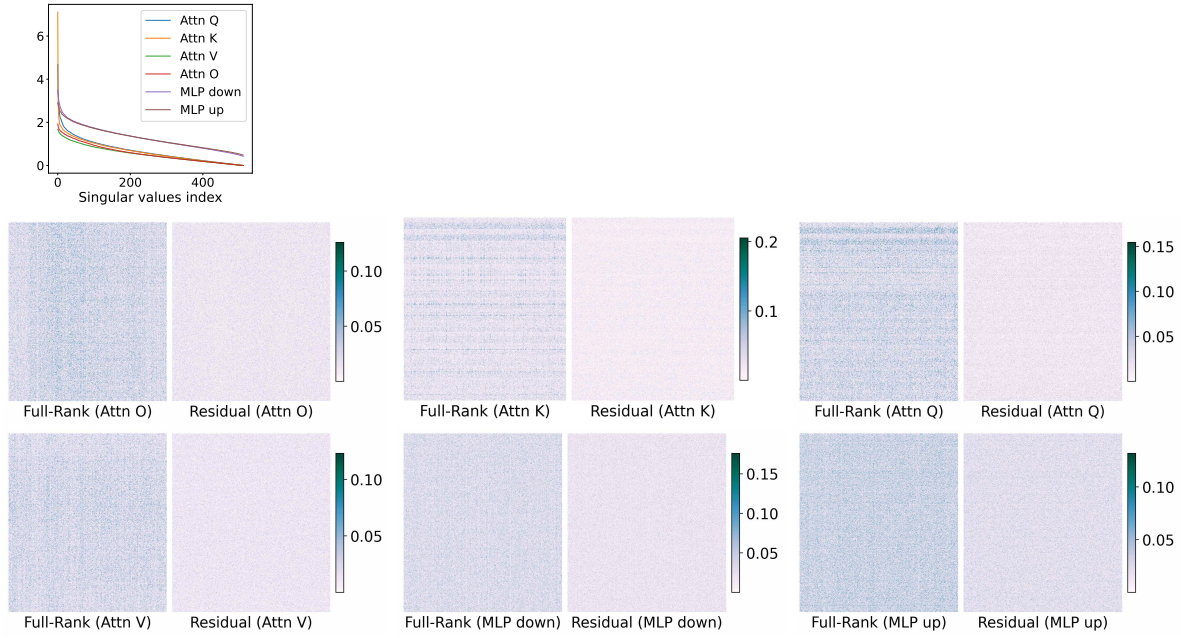 Attn Q
Attn K
Attn V
Attn O
MLP down
MLP up
6
4
2
0
0 200 400
Singular values index
0.10
0.05
Full-Rank (Attn O) Residual (Attn O)
0.2
0.1
Full-Rank (Attn K) Residual (Attn K)
0.15
0.10
0.05
Full-Rank (Attn Q) Residual (Attn Q)
0.10
0.05
Full-Rank (Attn V) Residual (Attn V)
0.15
0.10
0.05
Full-Rank (MLP down) Residual (MLP down)
0.10
0.05
Full-Rank (MLP up) Residual (MLP up)